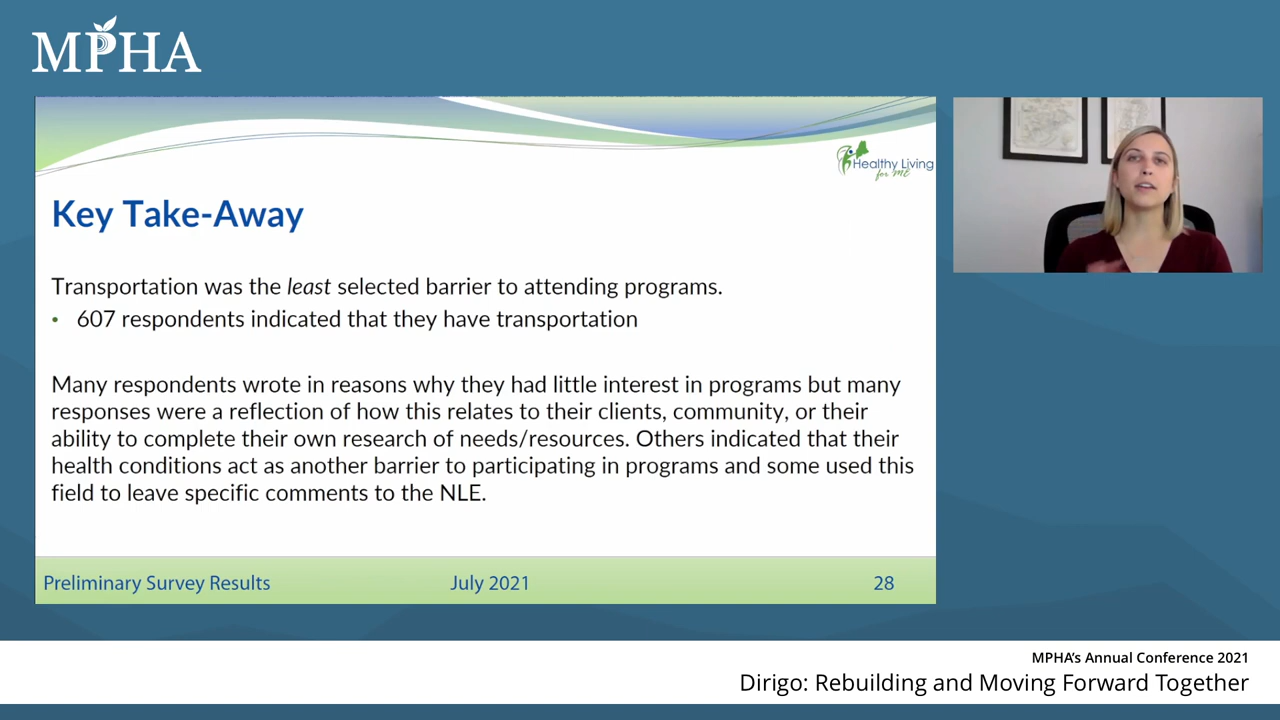 MPHA
Healthy Living
for ME
Key Take-Away
Transportation was the least selected barrier to attending programs.
• 607 respondents indicated that they have transportation
Many respondents wrote in reasons why they had little interest in programs but many
responses were a reflection of how this relates to their clients, community, or their
ability to complete their own research of needs/resources. Others indicated that their
health conditions act as another barrier to participating in programs and some used this
field to leave specific comments to the NLE.
Preliminary Survey Results July 2021 28
MPHA's Annual Conference 2021
Dirigo: Rebuilding and Moving Forward Together